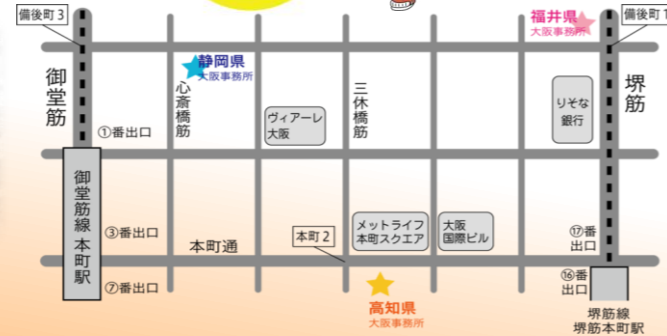 備後町3
福井県
大阪事務所
備後町1
静岡県
大阪事務所
御堂筋
心斎橋筋
三休橋筋
堺筋
ヴィアーレ
大阪
りそな
銀行
①番出口
御堂筋線 本町駅
③番出口
本町通
本町2
メットライフ
本町スクエア
大阪
国際ビル
⑰番
出口
⑦番出口
⑯番
出口
高知県
大阪事務所
堺筋線
堺筋本町駅